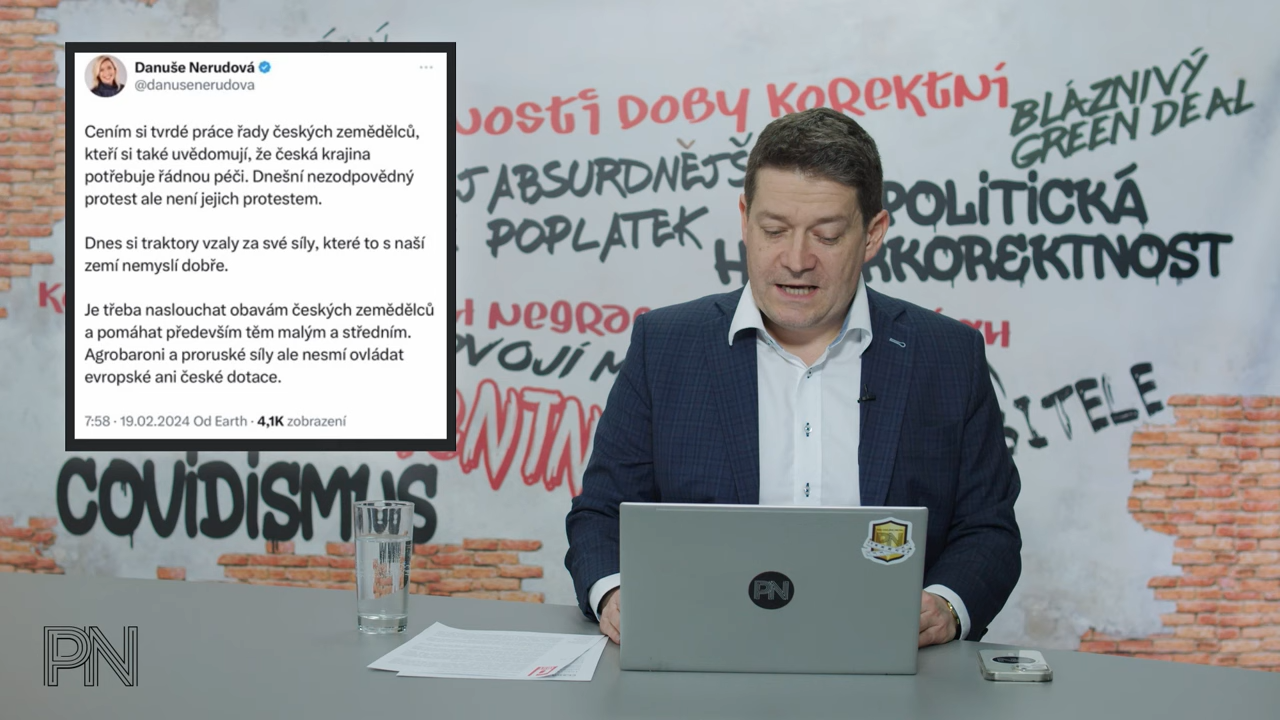 Danuše Nerudová
@danusenerudova
Cením si tvrdé práce řady českých zemědělců,
kteří si také uvědomují, že česká krajina
potřebuje řádnou péči. Dnešní nezodpovědný
protest ale není jejich protestem.
Dnes si traktory vzaly za své síly, které to s naší
zemí nemyslí dobře.
Je třeba naslouchat obavám českých zemědělců
a pomáhat především těm malým a středním.
Agrobaroni a proruské síly ale nesmí ovládat
evropské ani české dotace.
7:58 · 19.02.2024 Od Earth · 4,1K zobrazení
DOBY KOREKTNÍ
BLÁZNIVÝ
GREEN DEAL
POPLATEK
POLITICKÁ
COVIDISMUS
PN
PN
PN